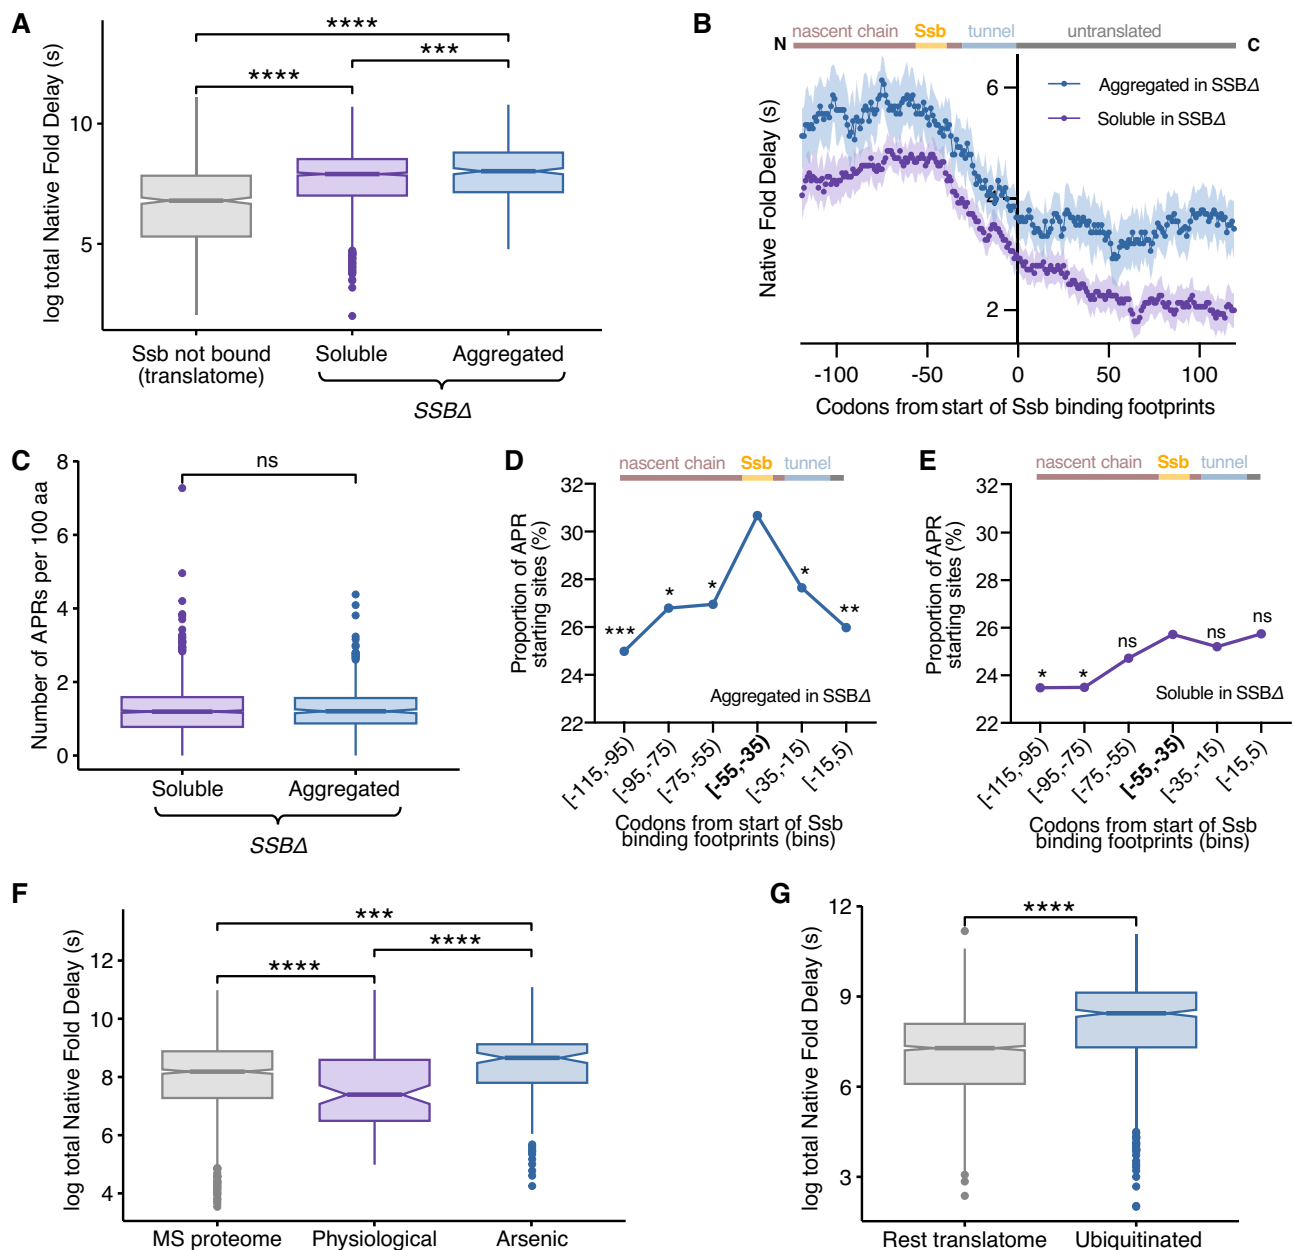 A
log total Native Fold Delay (s)
10
5
****
***
****
Ssb not bound
(translatome)
Soluble
Aggregated
SSBΔ
B
N
nascent chain
Ssb
tunnel
untranslated
C
Native Fold Delay (s)
6
4
2
Aggregated in SSBΔ
Soluble in SSBΔ
-100
-50
0
50
100
Codons from start of Ssb binding footprints
C
Number of APRs per 100 aa
8
6
4
2
0
ns
Soluble
Aggregated
SSBΔ
D
nascent chain
Ssb
tunnel
Proportion of APR
starting sites (%)
32
30
28
26
24
22
***
*
*
*
**
Aggregated in SSBΔ
[-115,-95)
[-95,-75)
[-75,-55)
[-55,-35)
[-35,-15)
[-15,5)
Codons from start of Ssb
binding footprints (bins)
E
nascent chain
Ssb
tunnel
Proportion of APR
starting sites (%)
32
30
28
26
24
22
*
*
ns
ns
ns
Soluble in SSBΔ
[-115,-95)
[-95,-75)
[-75,-55)
[-55,-35)
[-35,-15)
[-15,5)
Codons from start of Ssb
binding footprints (bins)
F
log total Native Fold Delay (s)
12
10
8
6
4
***
****
****
MS proteome
Physiological
Arsenic
G
log total Native Fold Delay (s)
12
9
6
3
****
Rest translatome
Ubiquitinated